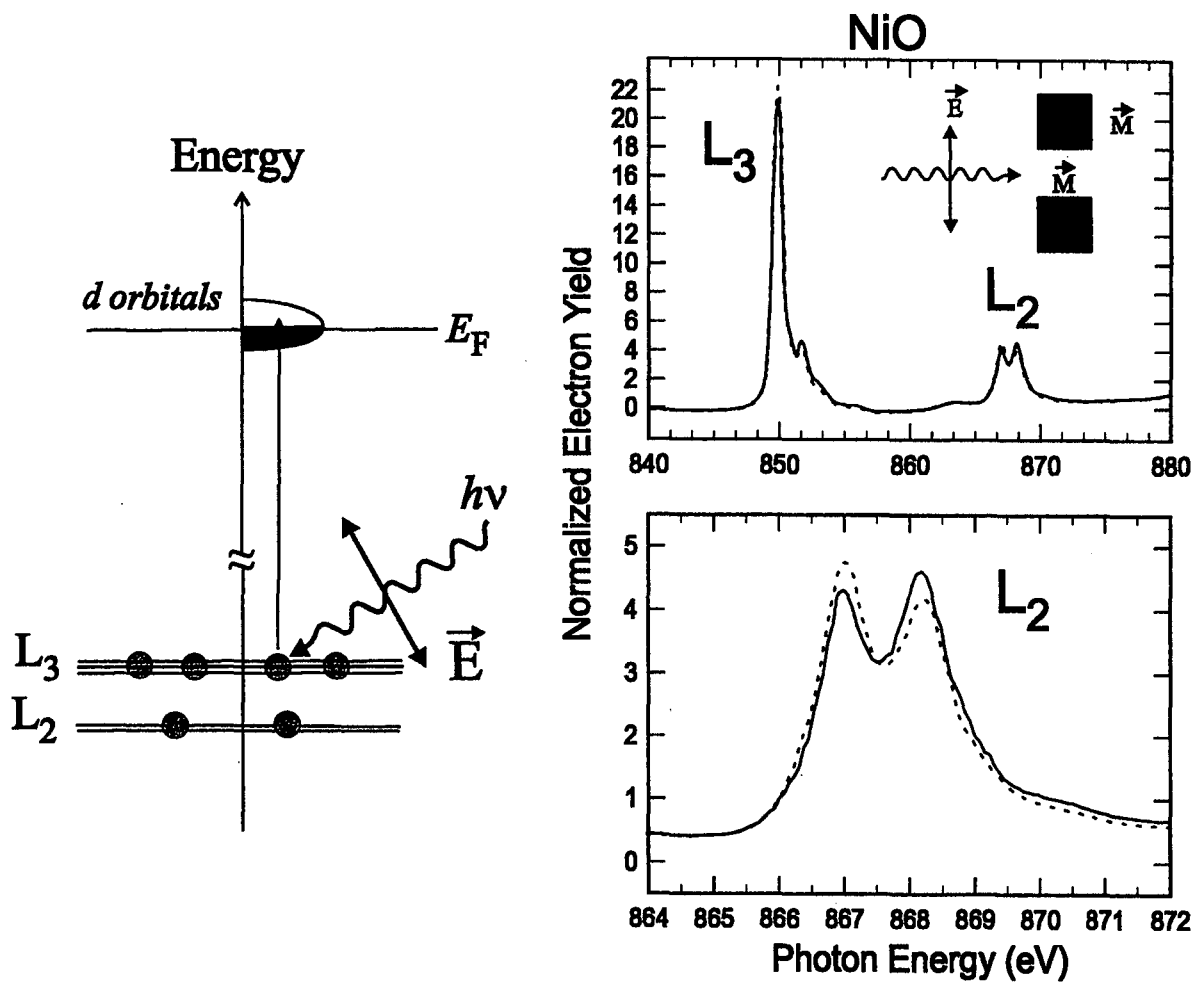 Energy
d orbitals
E_F
hν
E
L_3
L_2
NiO
Normalized Electron Yield
22
20
18
16
14
12
10
8
6
4
2
0
L_3
E
M
M
L_2
840
850
860
870
880
5
4
3
2
1
0
L_2
864
865
866
867
868
869
870
871
872
Photon Energy (eV)